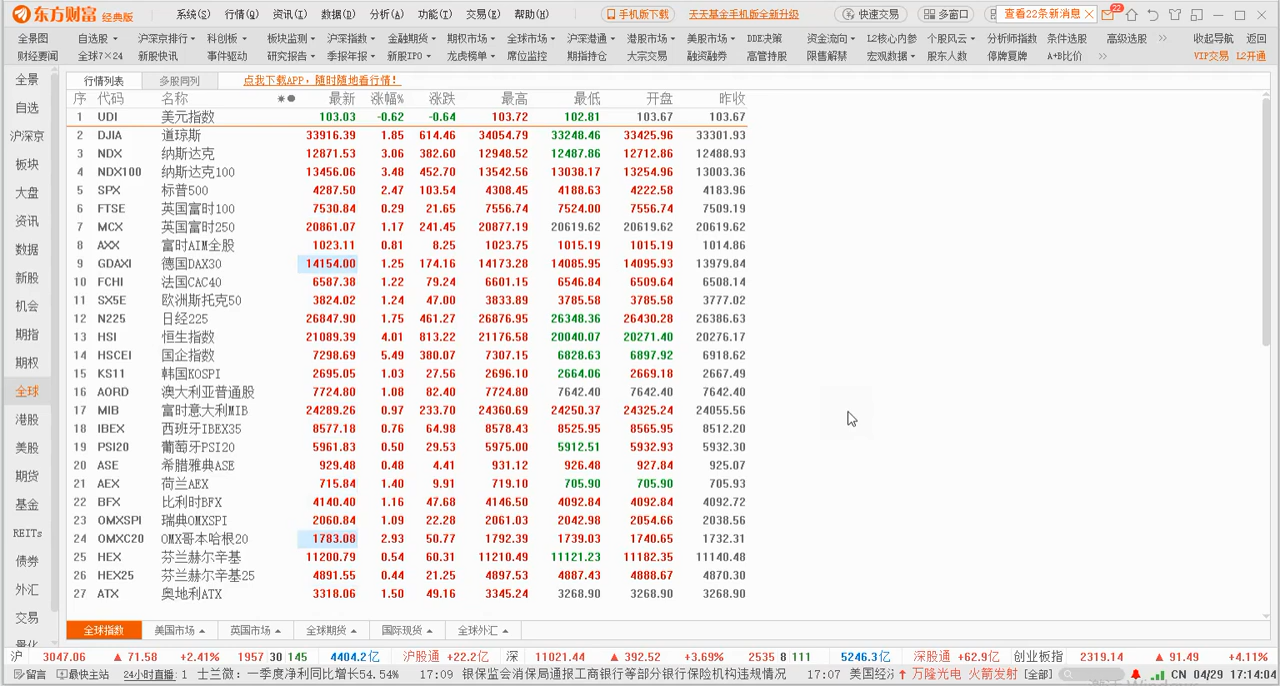 东方财富 经典版 系统(S) 行情(Q) 资讯(I) 数据(D) 分析(A) 功能(T) 交易(E) 帮助(H) 手机版下载 天天基金手机版全新升级 快速交易 多窗口 查看22条新消息 22
全景图 自选股 沪深京排行 科创板 板块监测 沪深指数 金融期货 期权市场 全球市场 沪深港通 港股市场 美股市场 DDE决策 资金流向 L2核心内参 个股风云 分析师指数 条件选股 高级选股 收起导航 返回
财经要闻 全球7×24 新股快讯 事件驱动 研究报告 季报年报 新股IPO 龙虎榜单 席位监控 期指持仓 大宗交易 融资融券 高管持股 限售解禁 宏观数据 股东人数 停牌复牌 A+B比价 VIP交易 L2开通
全景 行情列表 多股同列 点我下载APP，随时随地看行情！
序 代码 名称 最新 涨幅% 涨跌 最高 最低 开盘 昨收
自选 1 UDI 美元指数 103.03 -0.62 -0.64 103.72 102.81 103.67 103.67
沪深京 2 DJIA 道琼斯 33916.39 1.85 614.46 34054.79 33248.46 33425.96 33301.93
3 NDX 纳斯达克 12871.53 3.06 382.60 12948.52 12487.86 12712.86 12488.93
板块 4 NDX100 纳斯达克100 13456.06 3.48 452.70 13542.56 13038.17 13254.96 13003.36
大盘 5 SPX 标普500 4287.50 2.47 103.54 4308.45 4188.63 4222.58 4183.96
6 FTSE 英国富时100 7530.84 0.29 21.65 7556.74 7524.00 7556.74 7509.19
资讯 7 MCX 英国富时250 20861.07 1.17 241.45 20877.19 20619.62 20619.62 20619.62
数据 8 AXX 富时AIM全股 1023.11 0.81 8.25 1023.75 1015.19 1015.19 1014.86
9 GDAXI 德国DAX30 14154.00 1.25 174.16 14173.28 14085.95 14095.93 13979.84
新股 10 FCHI 法国CAC40 6587.38 1.22 79.24 6601.15 6546.84 6509.64 6508.14
机会 11 SX5E 欧洲斯托克50 3824.02 1.24 47.00 3833.89 3785.58 3785.58 3777.02
12 N225 日经225 26847.90 1.75 461.27 26876.95 26348.36 26430.28 26386.63
期指 13 HSI 恒生指数 21089.39 4.01 813.22 21176.58 20040.07 20271.40 20276.17
期权 14 HSCEI 国企指数 7298.69 5.49 380.07 7307.15 6828.63 6897.92 6918.62
15 KS11 韩国KOSPI 2695.05 1.03 27.56 2696.10 2664.06 2669.18 2667.49
全球 16 AORD 澳大利亚普通股 7724.80 1.08 82.40 7724.80 7642.40 7642.40 7642.40
港股 17 MIB 富时意大利MIB 24289.26 0.97 233.70 24360.69 24250.37 24325.24 24055.56
18 IBEX 西班牙IBEX35 8577.18 0.76 64.98 8578.43 8525.95 8565.95 8512.20
美股 19 PSI20 葡萄牙PSI20 5961.83 0.50 29.53 5975.00 5912.51 5932.93 5932.30
期货 20 ASE 希腊雅典ASE 929.48 0.48 4.41 931.12 926.48 927.84 925.07
21 AEX 荷兰AEX 715.84 1.40 9.91 719.10 705.90 705.90 705.93
基金 22 BFX 比利时BFX 4140.40 1.16 47.68 4146.50 4092.84 4092.84 4092.72
REITs 23 OMXSPI 瑞典OMXSPI 2060.84 1.09 22.28 2061.03 2042.98 2054.66 2038.56
24 OMXC20 OMX哥本哈根20 1783.08 2.93 50.77 1792.39 1739.03 1740.65 1732.31
债券 25 HEX 芬兰赫尔辛基 11200.79 0.54 60.31 11210.49 11121.23 11182.35 11140.48
外汇 26 HEX25 芬兰赫尔辛基25 4891.55 0.44 21.25 4897.53 4887.43 4888.67 4870.30
27 ATX 奥地利ATX 3318.06 1.50 49.16 3345.24 3268.90 3268.90 3268.90
交易
全球指数 美国市场 英国市场 全球期货 国际现货 全球外汇
沪 3047.06 ▲ 71.58 +2.41% 1957 30 145 4404.2亿 沪股通 +22.2亿 深 11021.44 ▲ 392.52 +3.69% 2535 8 111 5246.3亿 深股通 +62.9亿 创业板指 2319.14 ▲ 91.49 +4.11%
留言 最快主站 24小时直播: 1 士兰微：一季度净利同比增长54.54% 17:09 银保监会消保局通报工商银行等部分银行保险机构违规情况 17:07 美国经 万隆光电 火箭发射 [全部] CN 04/29 17:14:04